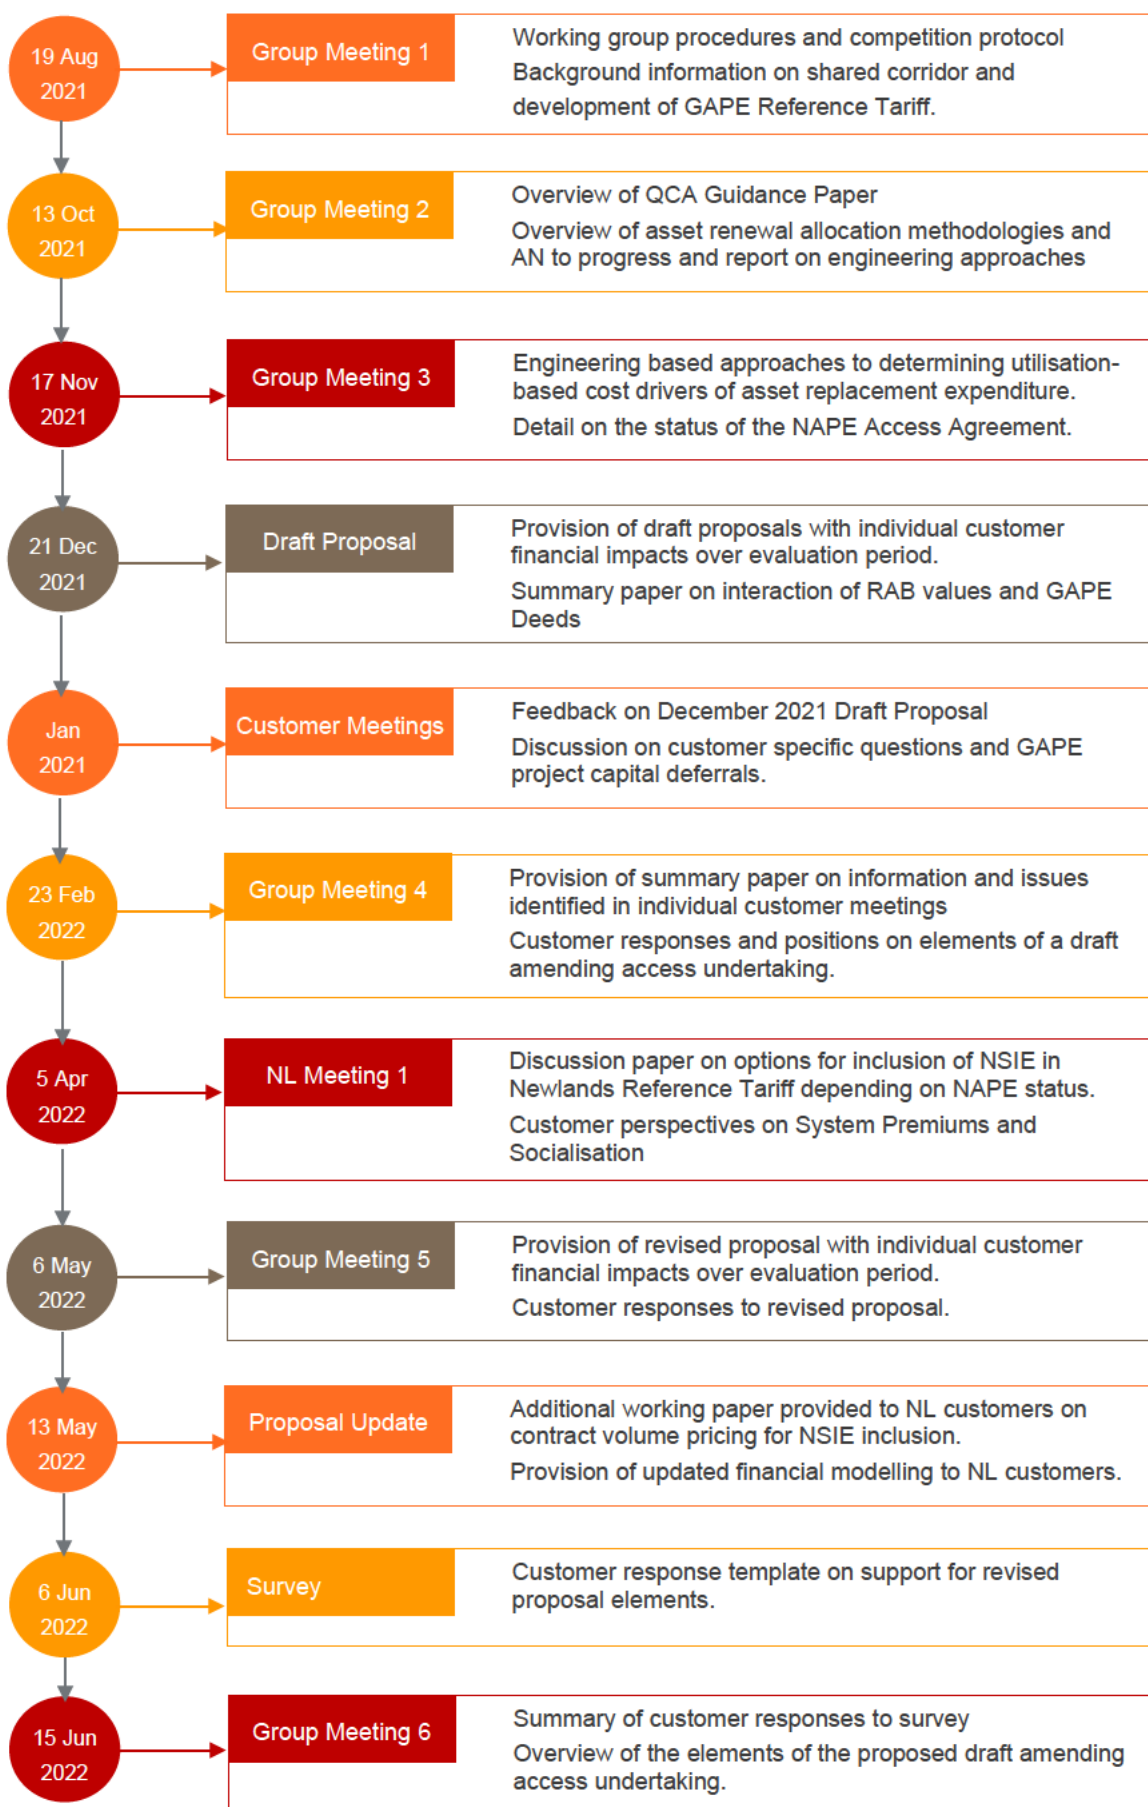 19 Aug
2021
Group Meeting 1
Working group procedures and competition protocol
Background information on shared corridor and
development of GAPE Reference Tariff.
13 Oct
2021
Group Meeting 2
Overview of QCA Guidance Paper
Overview of asset renewal allocation methodologies and
AN to progress and report on engineering approaches
17 Nov
2021
Group Meeting 3
Engineering based approaches to determining utilisation-
based cost drivers of asset replacement expenditure.
Detail on the status of the NAPE Access Agreement.
21 Dec
2021
Draft Proposal
Provision of draft proposals with individual customer
financial impacts over evaluation period.
Summary paper on interaction of RAB values and GAPE
Deeds
Jan
2021
Customer Meetings
Feedback on December 2021 Draft Proposal
Discussion on customer specific questions and GAPE
project capital deferrals.
23 Feb
2022
Group Meeting 4
Provision of summary paper on information and issues
identified in individual customer meetings
Customer responses and positions on elements of a draft
amending access undertaking.
5 Apr
2022
NL Meeting 1
Discussion paper on options for inclusion of NSIE in
Newlands Reference Tariff depending on NAPE status.
Customer perspectives on System Premiums and
Socialisation
6 May
2022
Group Meeting 5
Provision of revised proposal with individual customer
financial impacts over evaluation period.
Customer responses to revised proposal.
13 May
2022
Proposal Update
Additional working paper provided to NL customers on
contract volume pricing for NSIE inclusion.
Provision of updated financial modelling to NL customers.
6 Jun
2022
Survey
Customer response template on support for revised
proposal elements.
15 Jun
2022
Group Meeting 6
Summary of customer responses to survey
Overview of the elements of the proposed draft amending
access undertaking.